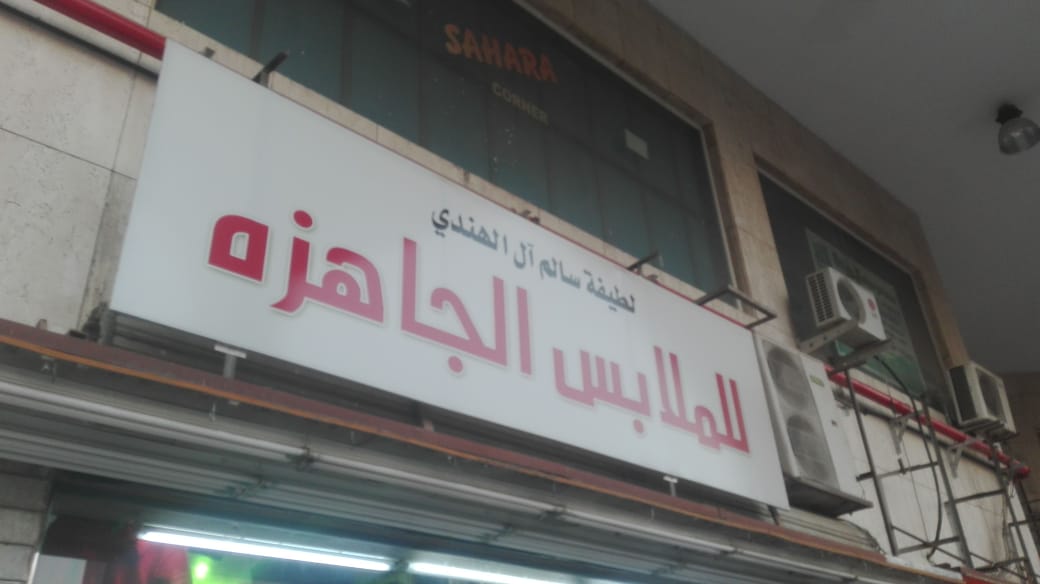 SAHARA
CORNER
لطيفة سالم آل الهندي
للملابس الجاهزه